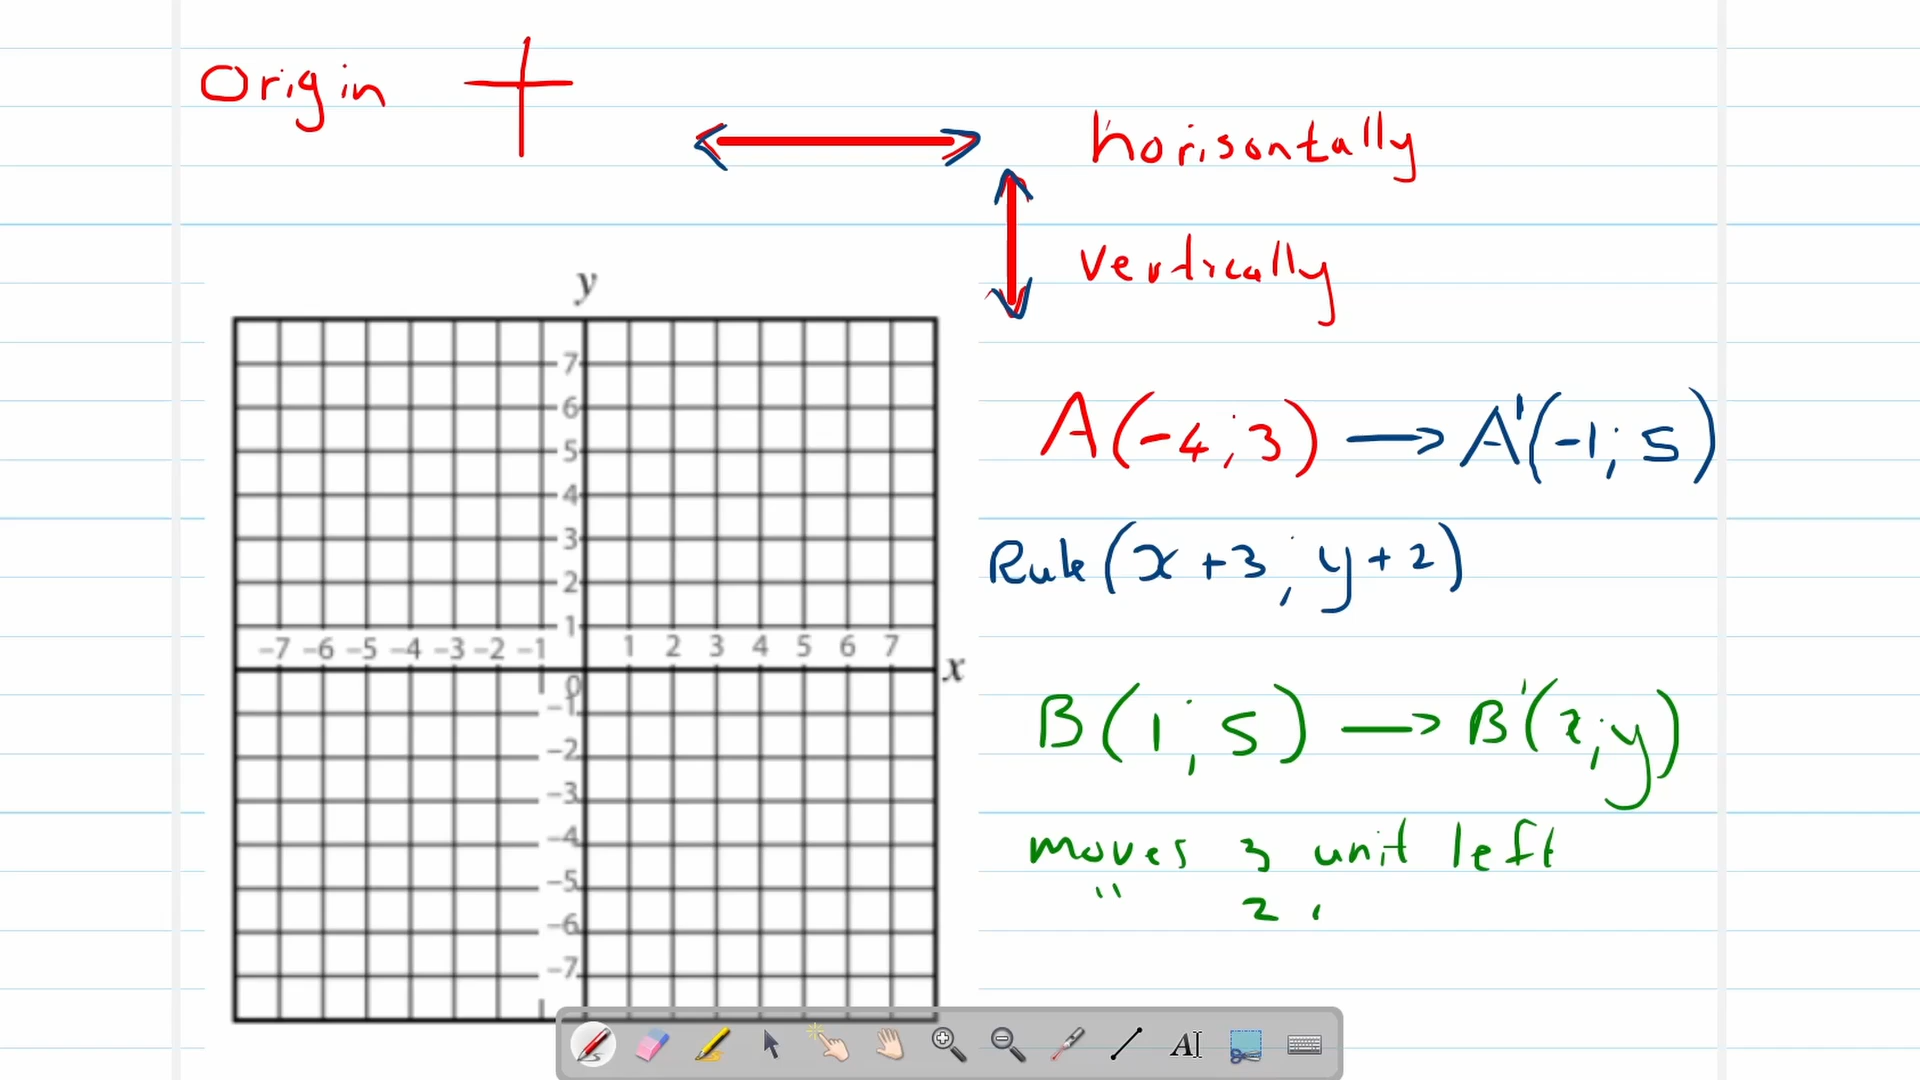 Origin
horisontally
vertically
y
7
6
5
4
3
2
1
-7 -6 -5 -4 -3 -2 -1 1 2 3 4 5 6 7
x
0
-1
-2
-3
-4
-5
-6
-7
A(-4;3) → A'(-1;5)
Rule (x+3; y+2)
B(1;5) → B'(x;y)
moves 3 unit left
" 2
AI